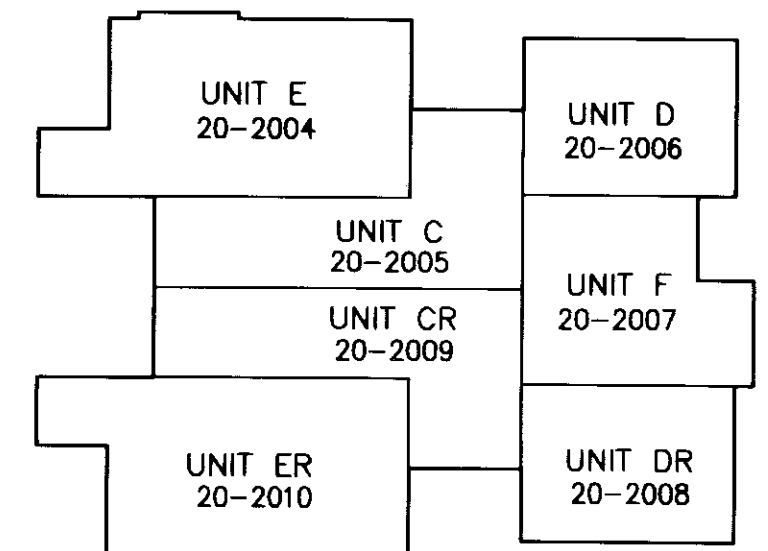 UNIT E
20-2004
UNIT D
20-2006
UNIT C
20-2005
UNIT F
20-2007
UNIT CR
20-2009
UNIT ER
20-2010
UNIT DR
20-2008